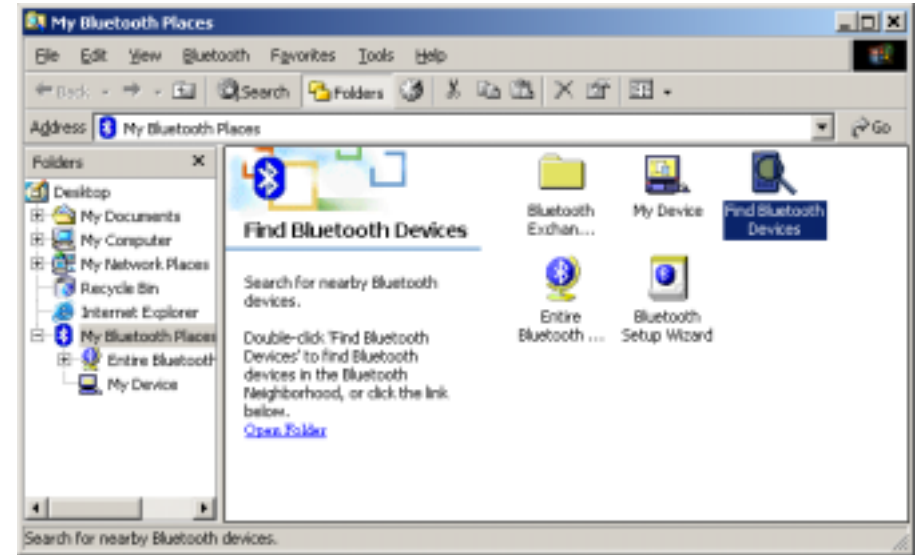 My Bluetooth Places
File Edit View Bluetooth Favorites Tools Help
Back Search Folders
Address My Bluetooth Places Go
Folders
Desktop
My Documents
My Computer
My Network Places
Recycle Bin
Internet Explorer
My Bluetooth Places
Entire Bluetooth
My Device
Find Bluetooth Devices
Search for nearby Bluetooth
devices.
Double-click 'Find Bluetooth
Devices' to find Bluetooth
devices in the Bluetooth
Neighborhood, or click the link
below.
Open Folder
Bluetooth
Exchan...
My Device
Find Bluetooth
Devices
Entire
Bluetooth ...
Bluetooth
Setup Wizard
Search for nearby Bluetooth devices.